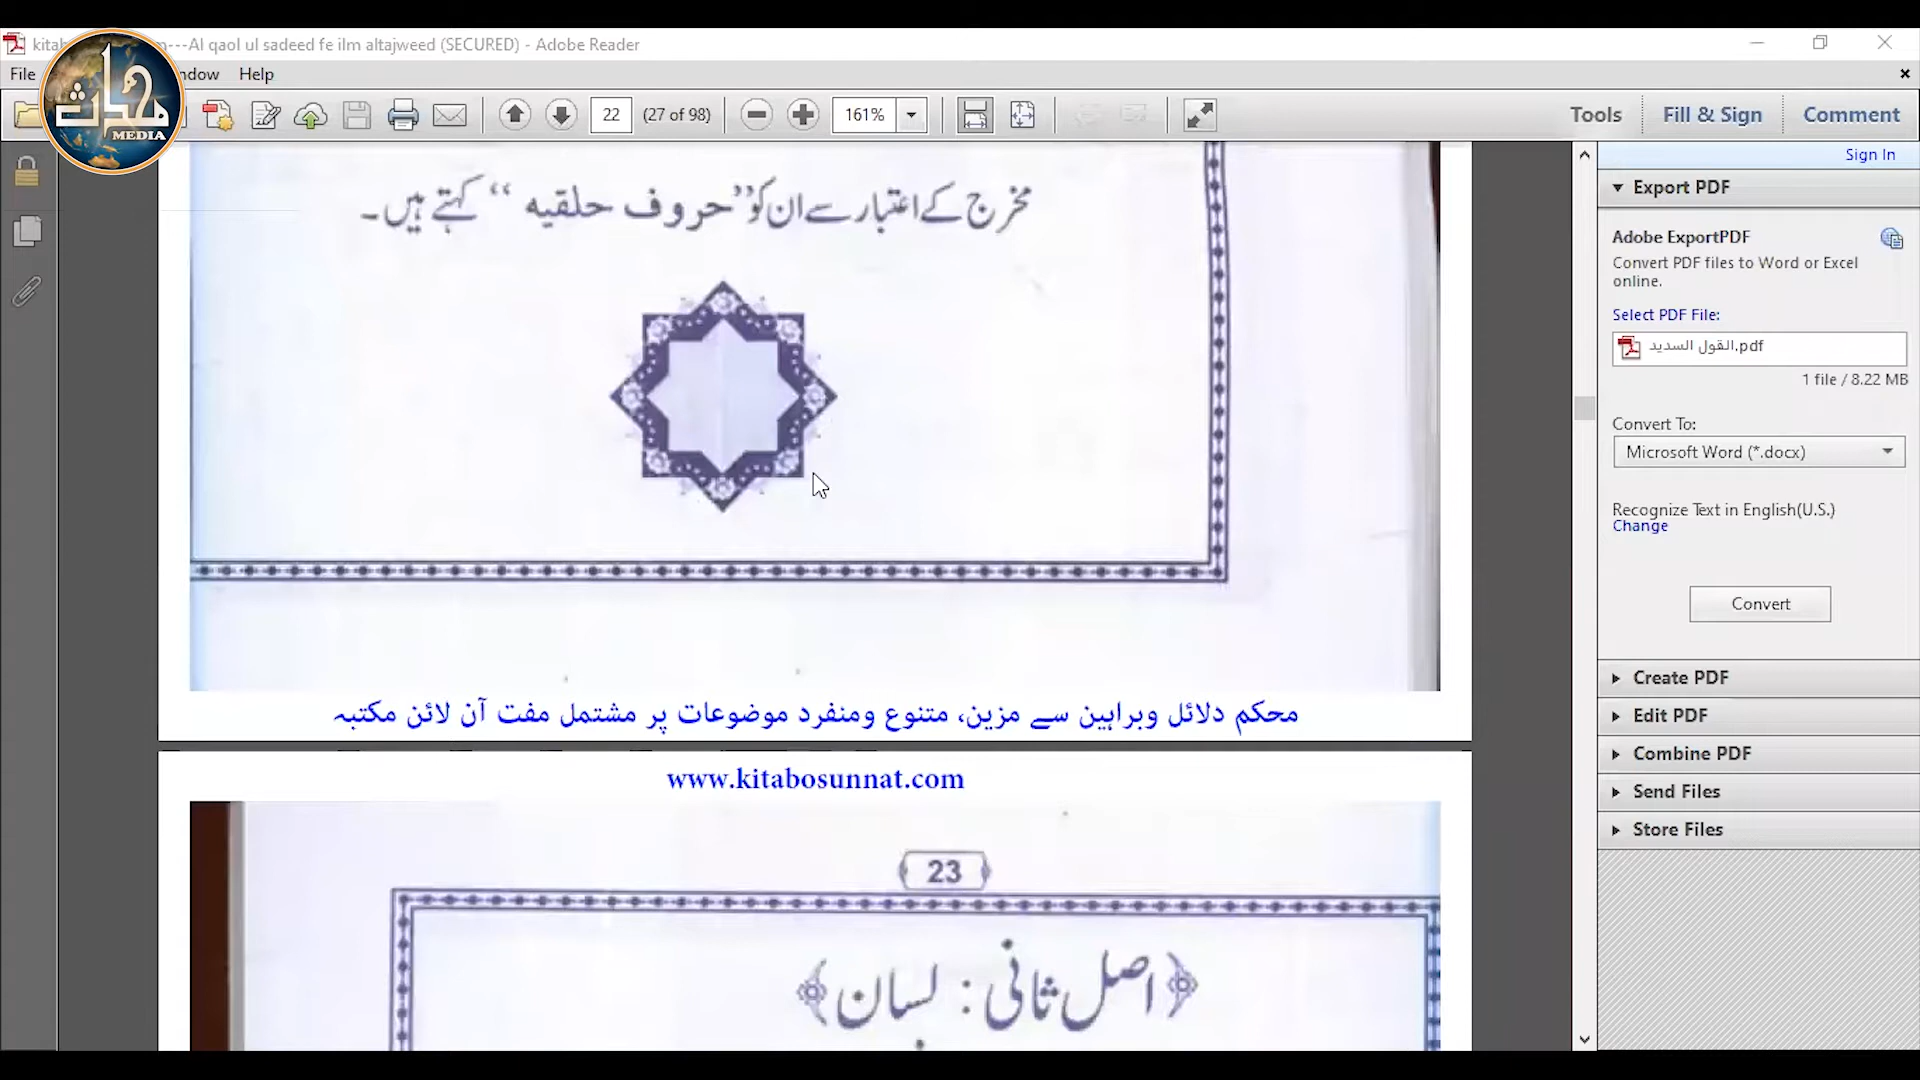 kita
m---Al qaol ul sadeed fe ilm altajweed (SECURED) - Adobe Reader
File
ndow
Help
MEDIA
22
(27 of 98)
161%
Tools
Fill & Sign
Comment
Sign In
مخرج کے اعتبار سے ان کو ”حروف حلقیہ“ کہتے ہیں۔
محکم دلائل وبراہین سے مزین، متنوع ومنفرد موضوعات پر مشتمل مفت آن لائن مکتبہ
www.kitabosunnat.com
23
﴿اصل ثانی : لسان﴾
Export PDF
Adobe ExportPDF
Convert PDF files to Word or Excel
online.
Select PDF File:
القول السديد.pdf
1 file / 8.22 MB
Convert To:
Microsoft Word (*.docx)
Recognize Text in English(U.S.)
Change
Convert
Create PDF
Edit PDF
Combine PDF
Send Files
Store Files